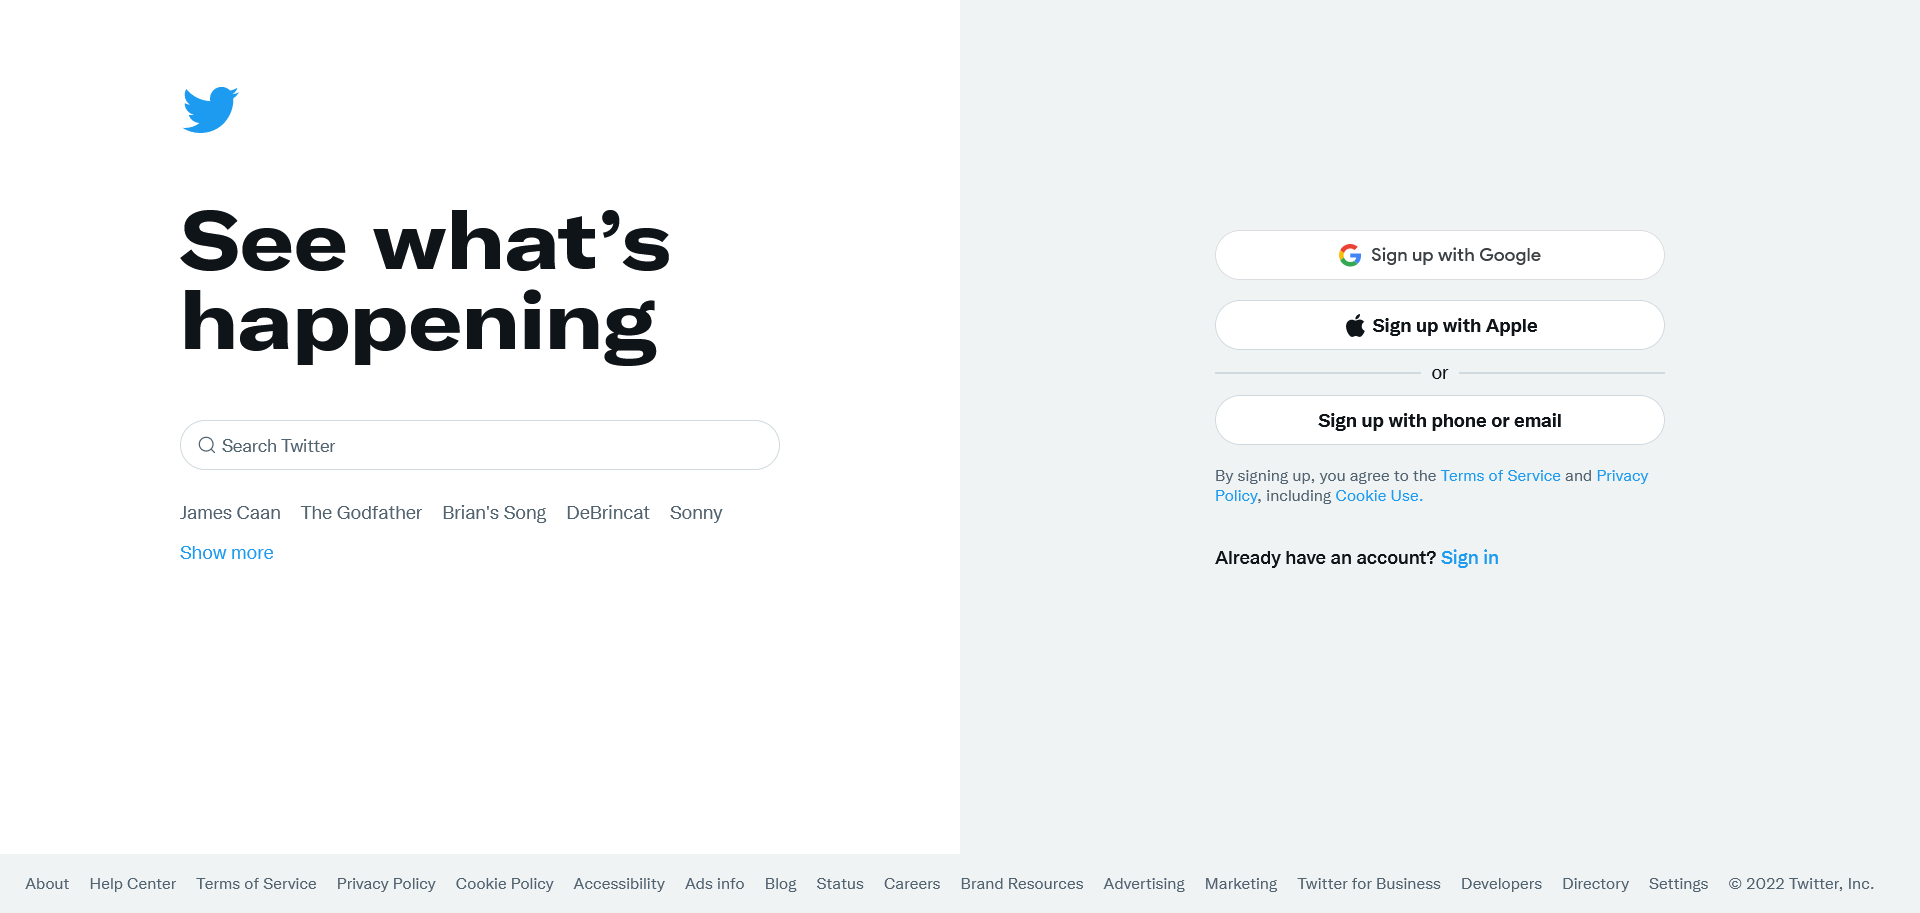 See what’s
happening
Search Twitter
James Caan The Godfather Brian's Song DeBrincat Sonny
Show more
Sign up with Google
Sign up with Apple
or
Sign up with phone or email
By signing up, you agree to the Terms of Service and Privacy
Policy, including Cookie Use.
Already have an account? Sign in
About Help Center Terms of Service Privacy Policy Cookie Policy Accessibility Ads info Blog Status Careers Brand Resources Advertising Marketing Twitter for Business Developers Directory Settings © 2022 Twitter, Inc.